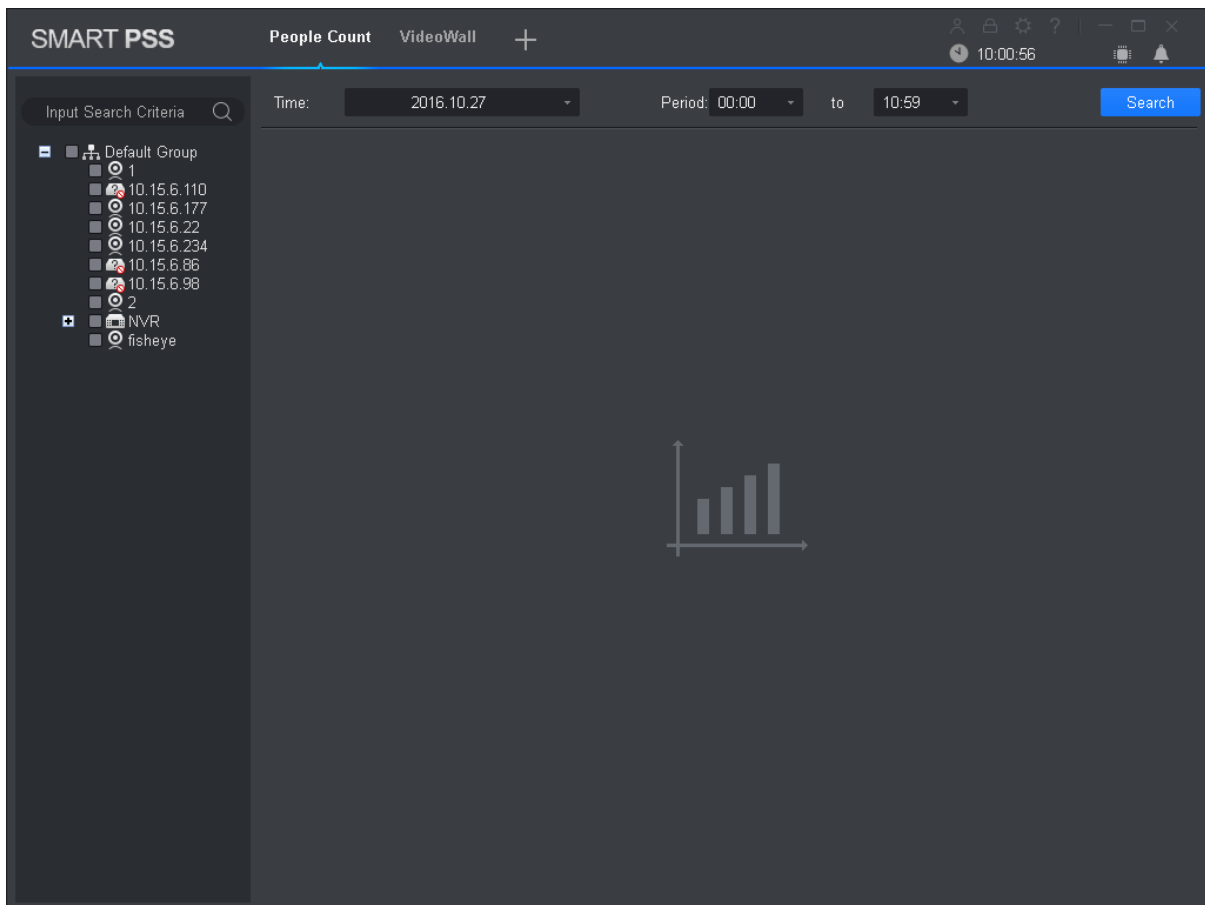 SMART PSS
People Count
VideoWall
10:00:56
Input Search Criteria
Time:
2016.10.27
Period:
00:00
to
10:59
Search
Default Group
1
10.15.6.110
10.15.6.177
10.15.6.22
10.15.6.234
10.15.6.86
10.15.6.98
2
NVR
fisheye